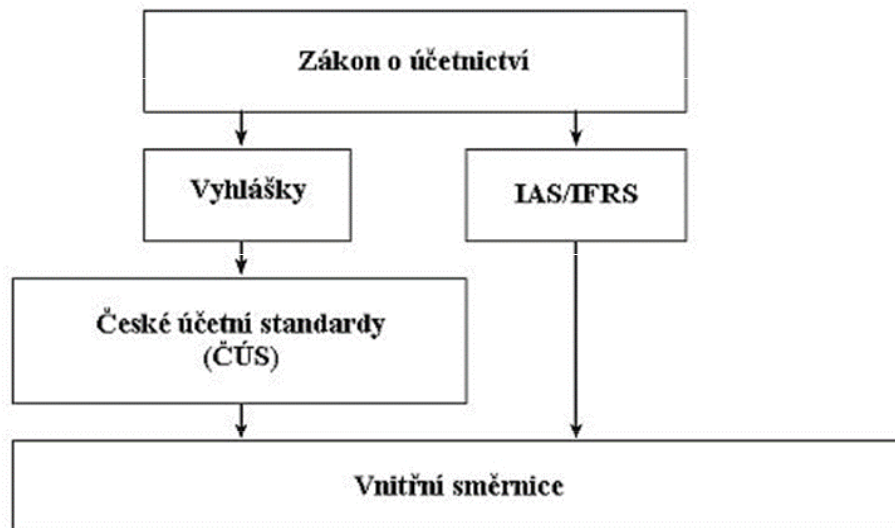 Zákon o účetnictví
Vyhlášky
IAS/IFRS
České účetní standardy
(ČÚS)
Vnitřní směrnice